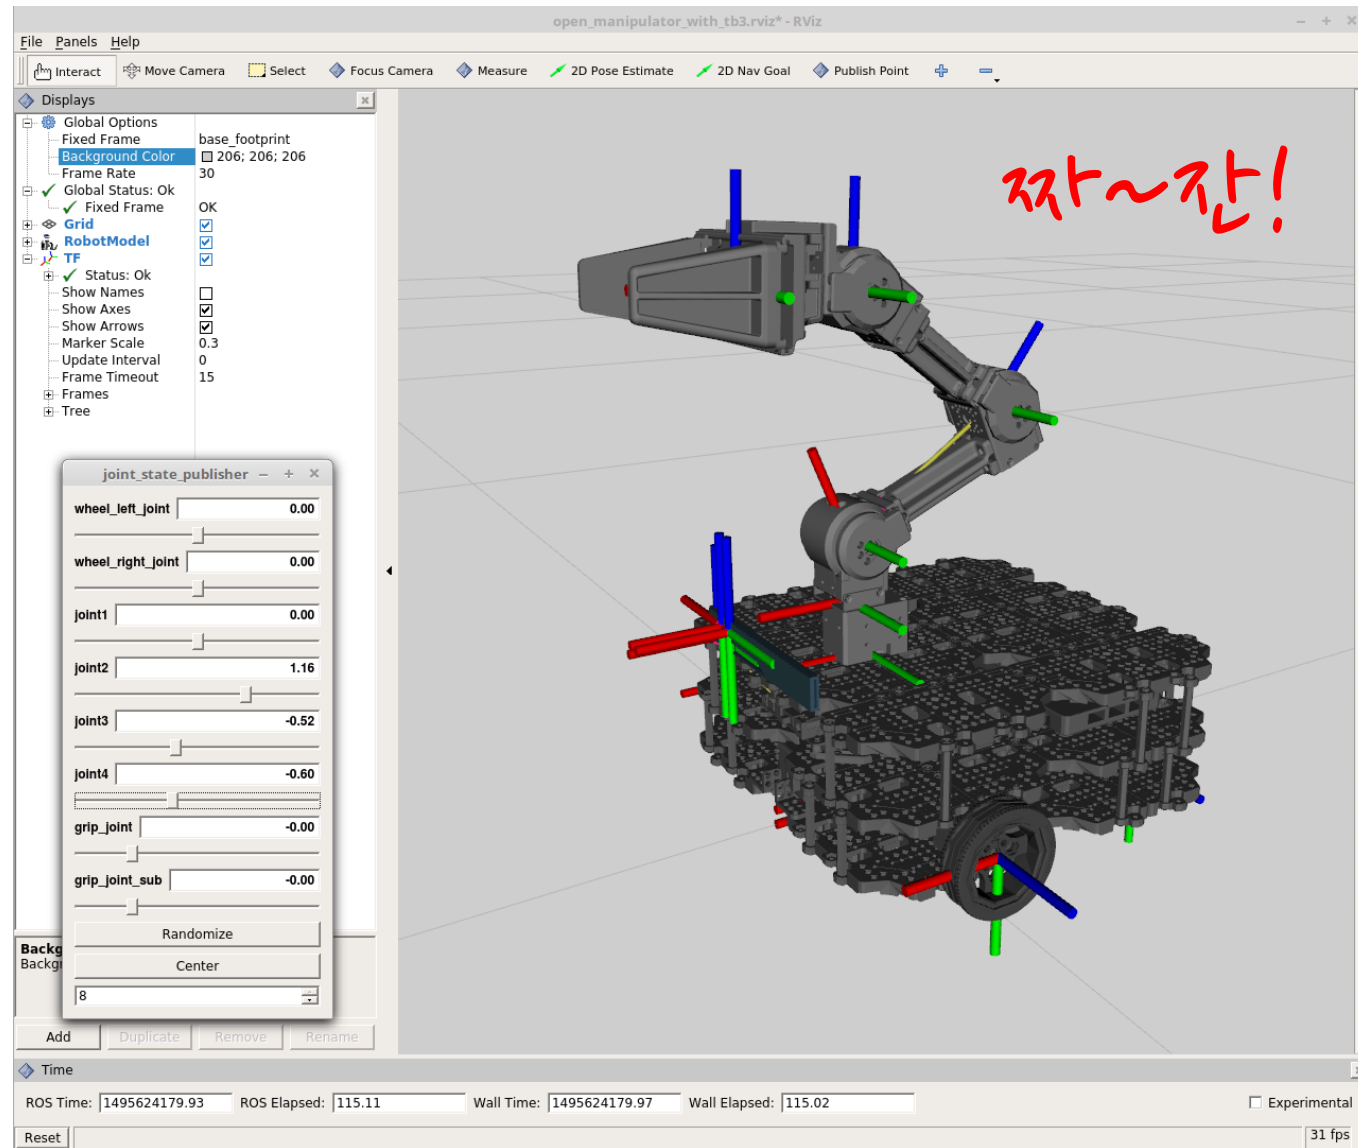 open_manipulator_with_tb3.rviz* - RViz
File Panels Help
Interact Move Camera Select Focus Camera Measure 2D Pose Estimate 2D Nav Goal Publish Point
Displays
Global Options
Fixed Frame base_footprint
Background Color 206; 206; 206
Frame Rate 30
Global Status: Ok
Fixed Frame OK
Grid
RobotModel
TF
Status: Ok
Show Names
Show Axes
Show Arrows
Marker Scale 0.3
Update Interval 0
Frame Timeout 15
Frames
Tree
짜~잔!
joint_state_publisher
wheel_left_joint 0.00
wheel_right_joint 0.00
joint1 0.00
joint2 1.16
joint3 -0.52
joint4 -0.60
grip_joint -0.00
grip_joint_sub -0.00
Randomize
Center
8
Backg
Backgr
Add Duplicate Remove Rename
Time
ROS Time: 1495624179.93 ROS Elapsed: 115.11 Wall Time: 1495624179.97 Wall Elapsed: 115.02 Experimental
Reset 31 fps